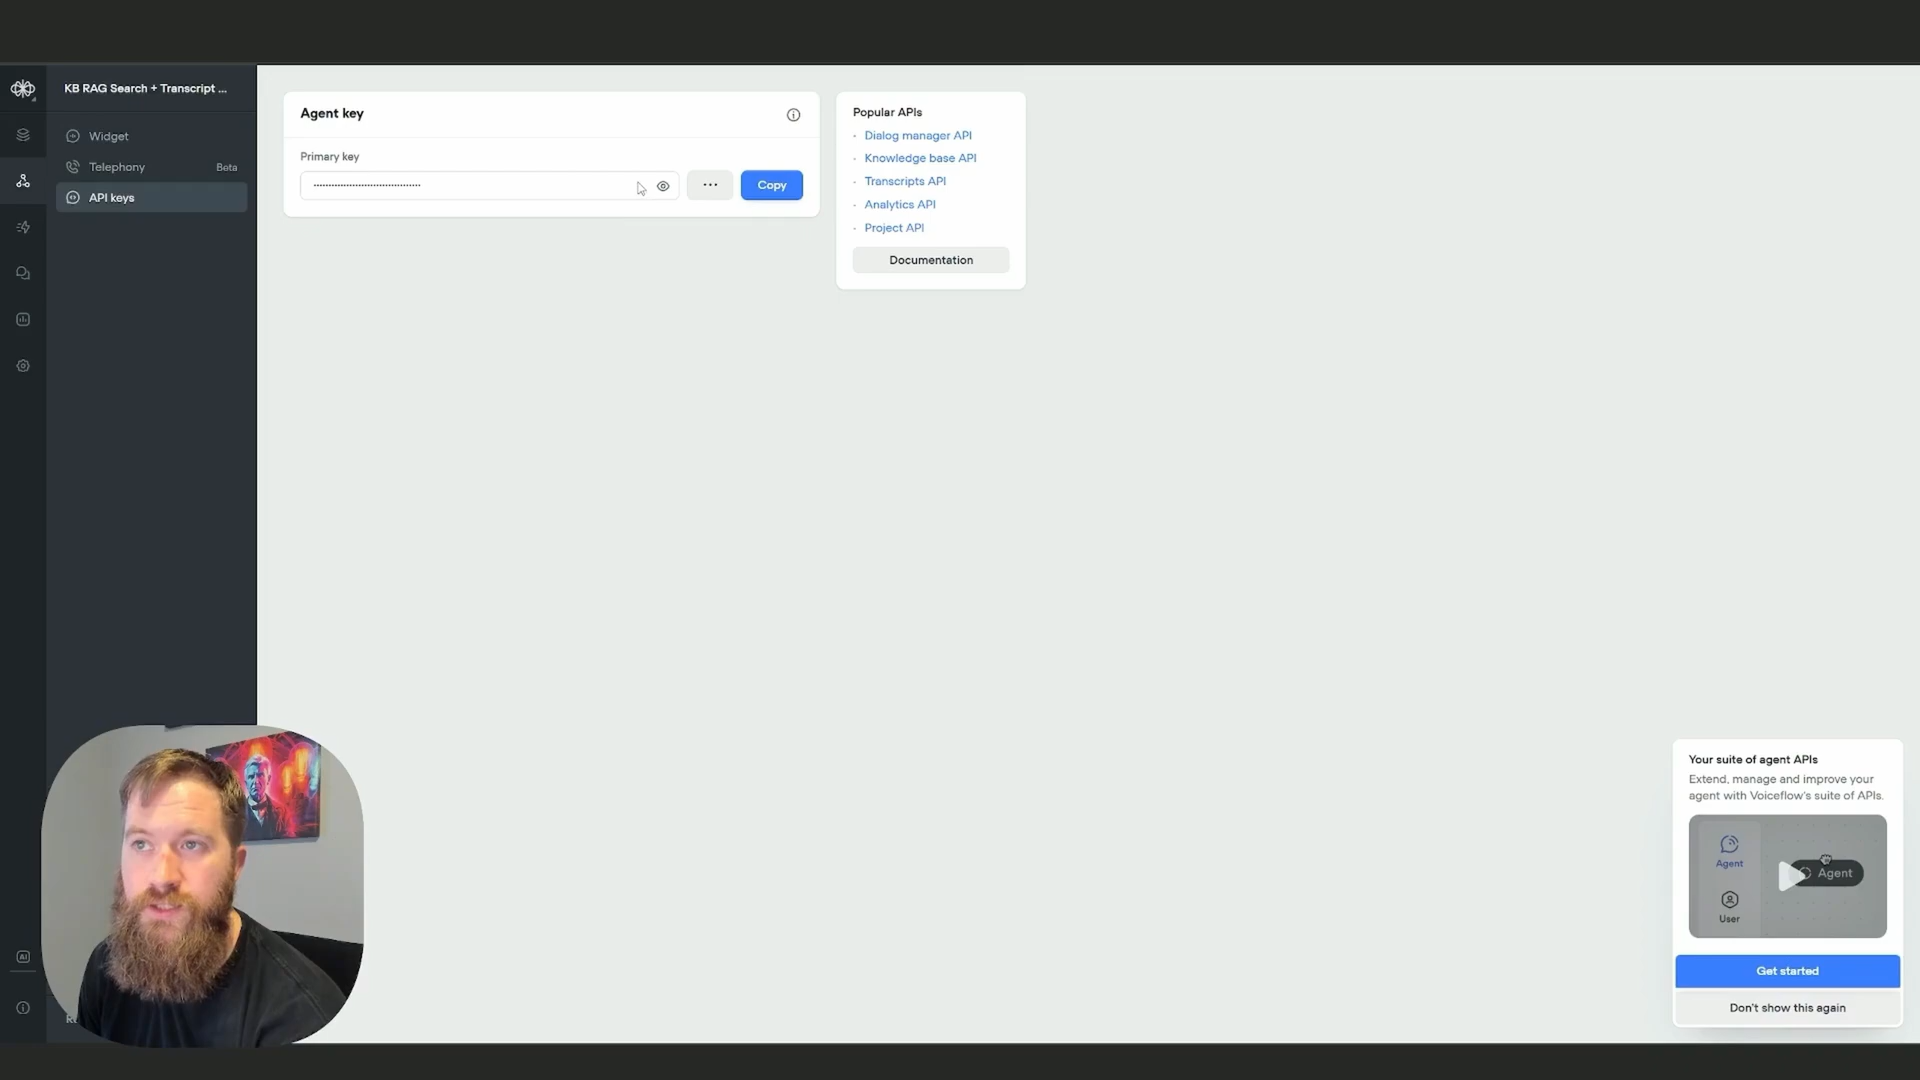 KB RAG Search + Transcript ...
Widget
Telephony Beta
API keys
Agent key
Primary key
Copy
Popular APIs
· Dialog manager API
· Knowledge base API
· Transcripts API
· Analytics API
· Project API
Documentation
Your suite of agent APIs
Extend, manage and improve your
agent with Voiceflow's suite of APIs.
Agent
Agent
User
Get started
Don't show this again
AI